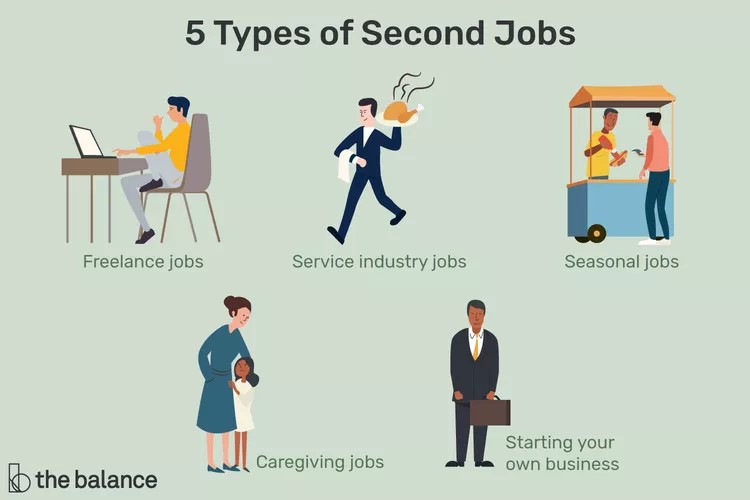 5 Types of Second Jobs
Freelance jobs
Service industry jobs
Seasonal jobs
Caregiving jobs
Starting your
own business
the balance